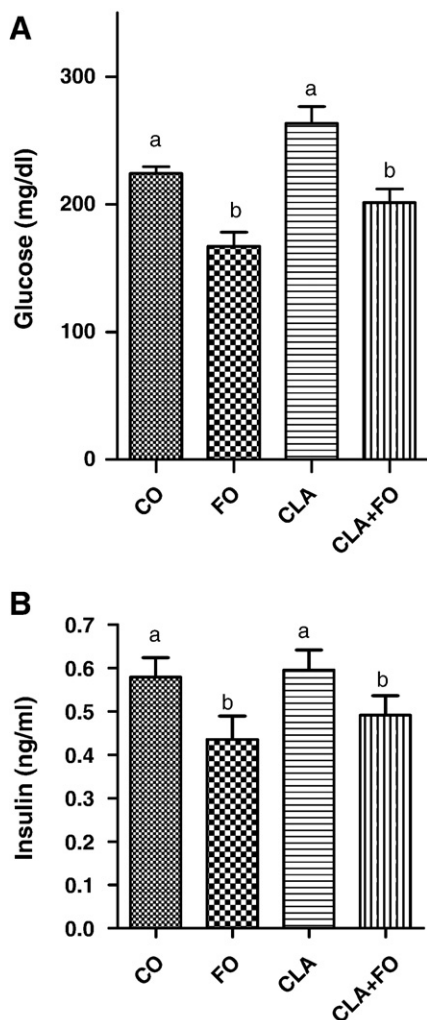 A
Glucose (mg/dl)
300
200
100
0
a
b
a
b
CO
FO
CLA
CLA+FO
B
Insulin (ng/ml)
0.7
0.6
0.5
0.4
0.3
0.2
0.1
0.0
a
b
a
b
CO
FO
CLA
CLA+FO